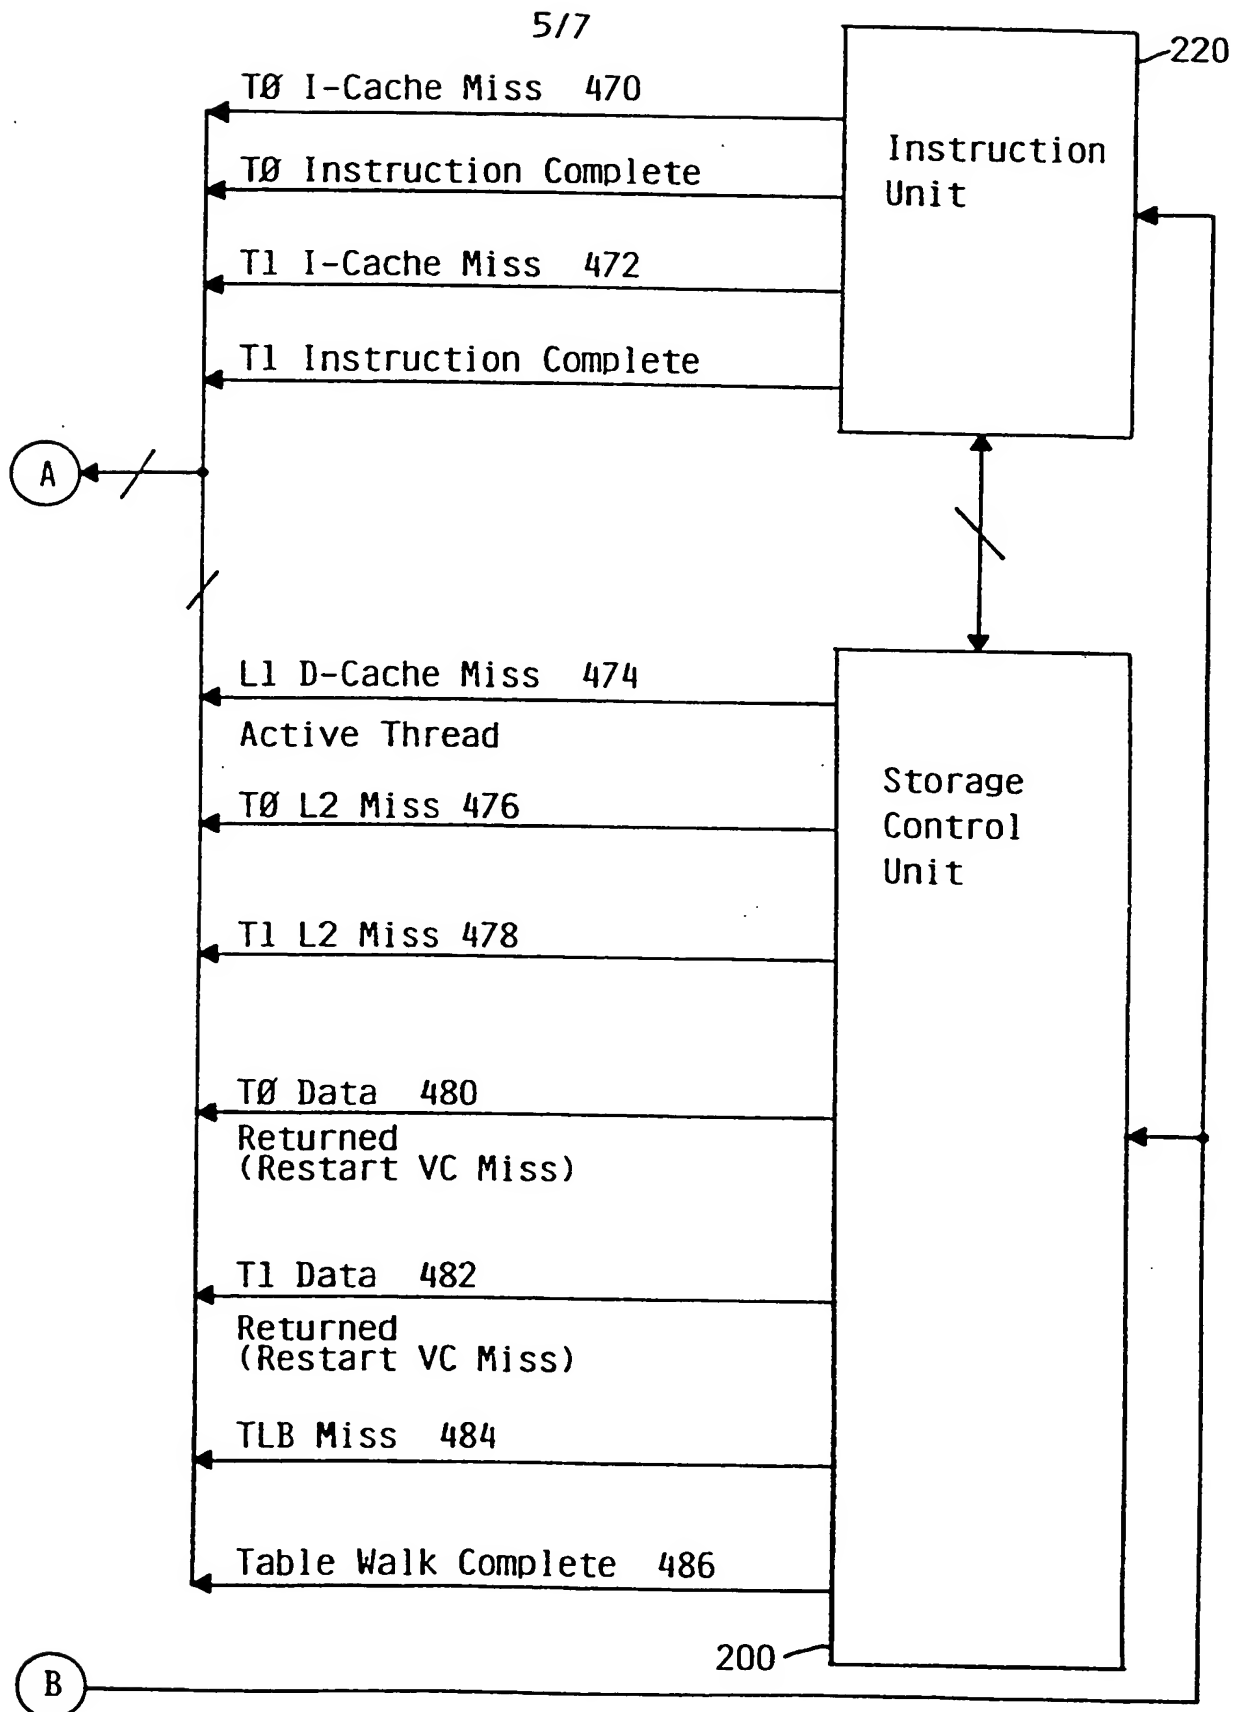 5/7
220
TØ I-Cache Miss 470
Instruction
Unit
TØ Instruction Complete
T1 I-Cache Miss 472
T1 Instruction Complete
A
L1 D-Cache Miss 474
Active Thread
Storage
Control
Unit
TØ L2 Miss 476
T1 L2 Miss 478
TØ Data 480
Returned
(Restart VC Miss)
T1 Data 482
Returned
(Restart VC Miss)
TLB Miss 484
Table Walk Complete 486
200
B